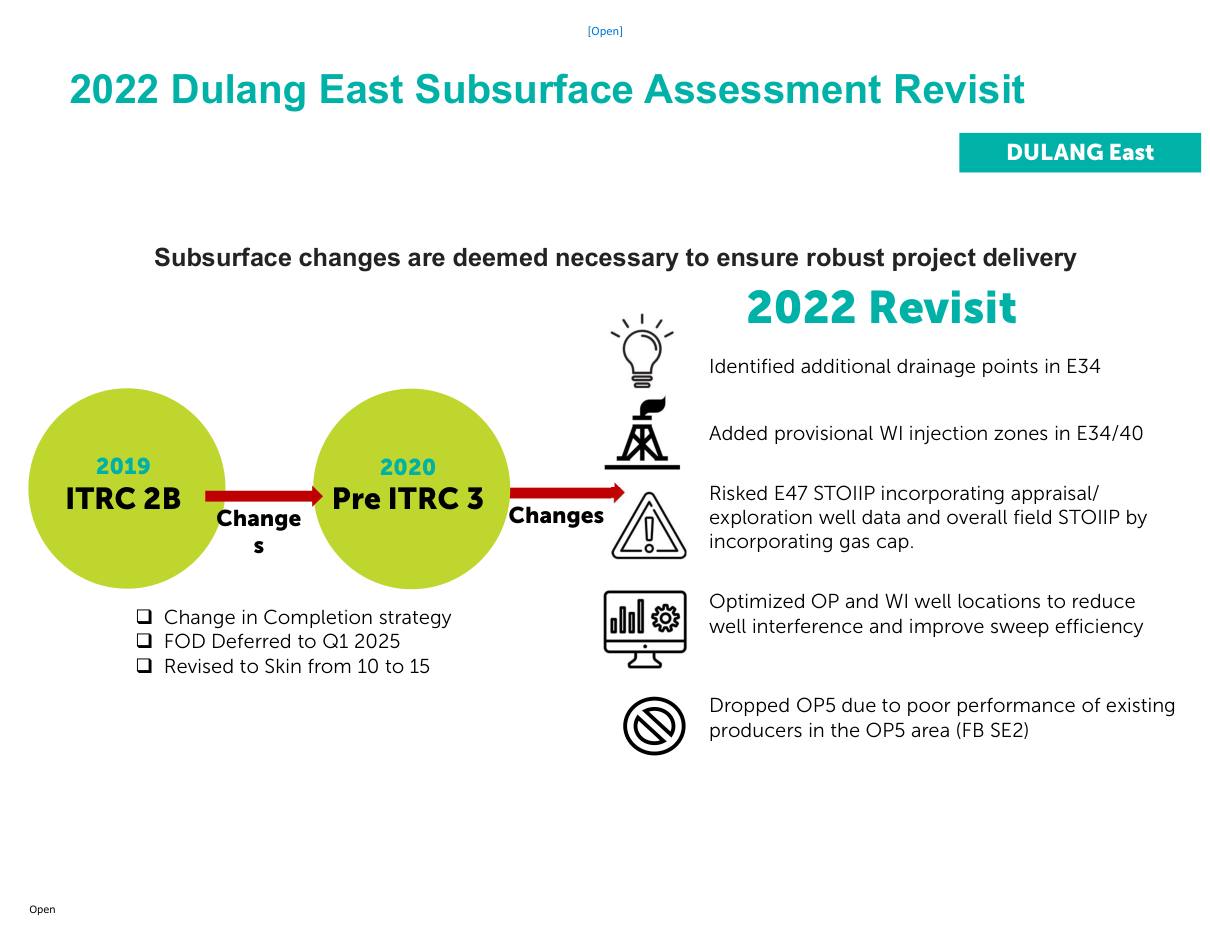 [Open]
2022 Dulang East Subsurface Assessment Revisit
DULANG East
Subsurface changes are deemed necessary to ensure robust project delivery
2022 Revisit
Identified additional drainage points in E34
Added provisional WI injection zones in E34/40
Risked E47 STOIIP incorporating appraisal/
exploration well data and overall field STOIIP by
incorporating gas cap.
Optimized OP and WI well locations to reduce
well interference and improve sweep efficiency
Dropped OP5 due to poor performance of existing
producers in the OP5 area (FB SE2)
2019
ITRC 2B
Change
s
2020
Pre ITRC 3
Changes
❑ Change in Completion strategy
❑ FOD Deferred to Q1 2025
❑ Revised to Skin from 10 to 15
Open